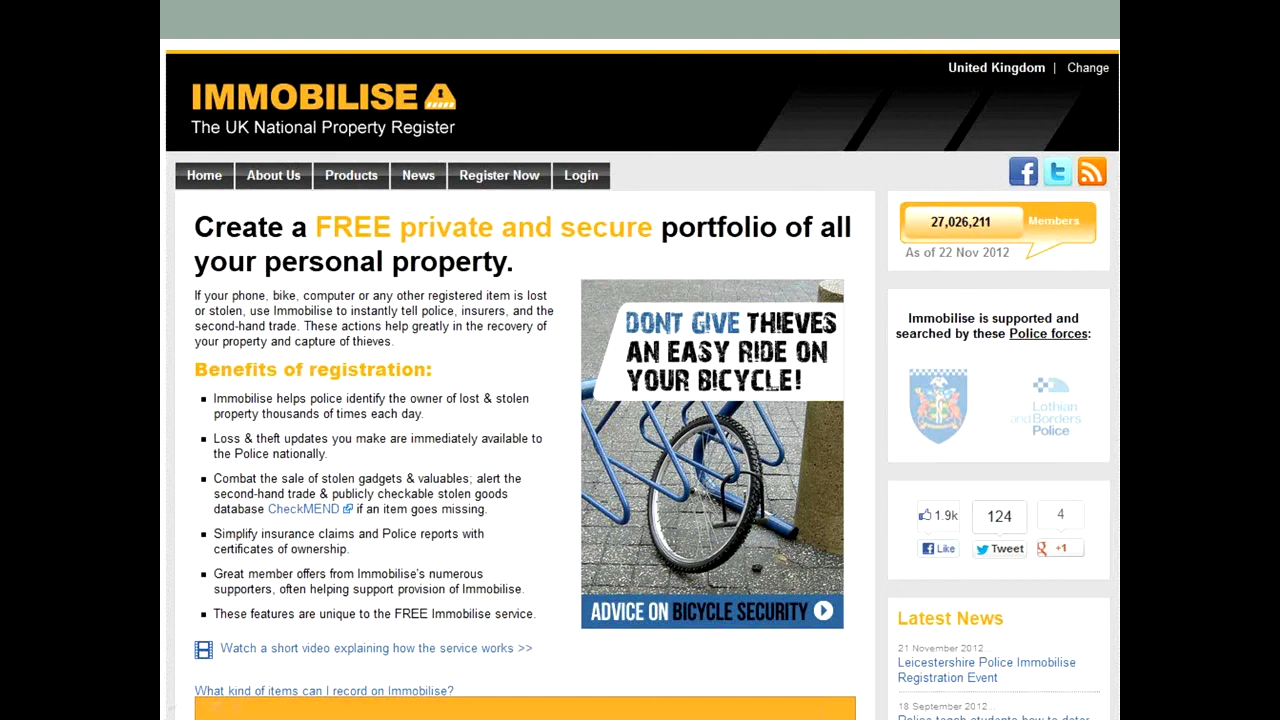 United Kingdom | Change
IMMOBILISE
The UK National Property Register
Home About Us Products News Register Now Login
Create a FREE private and secure portfolio of all
your personal property.
If your phone, bike, computer or any other registered item is lost
or stolen, use Immobilise to instantly tell police, insurers, and the
second-hand trade. These actions help greatly in the recovery of
your property and capture of thieves.
Benefits of registration:
Immobilise helps police identify the owner of lost & stolen
property thousands of times each day.
Loss & theft updates you make are immediately available to
the Police nationally.
Combat the sale of stolen gadgets & valuables; alert the
second-hand trade & publicly checkable stolen goods
database CheckMEND if an item goes missing.
Simplify insurance claims and Police reports with
certificates of ownership.
Great member offers from Immobilise's numerous
supporters, often helping support provision of Immobilise.
These features are unique to the FREE Immobilise service.
Watch a short video explaining how the service works >>
What kind of items can I record on Immobilise?
DONT GIVE THIEVES
AN EASY RIDE ON
YOUR BICYCLE!
ADVICE ON BICYCLE SECURITY
27,026,211 Members
As of 22 Nov 2012
Immobilise is supported and
searched by these Police forces:
Lothian
and Borders
Police
1.9k 124 4
Like Tweet +1
Latest News
21 November 2012...
Leicestershire Police Immobilise
Registration Event
18 September 2012...
Police teach students how to deter